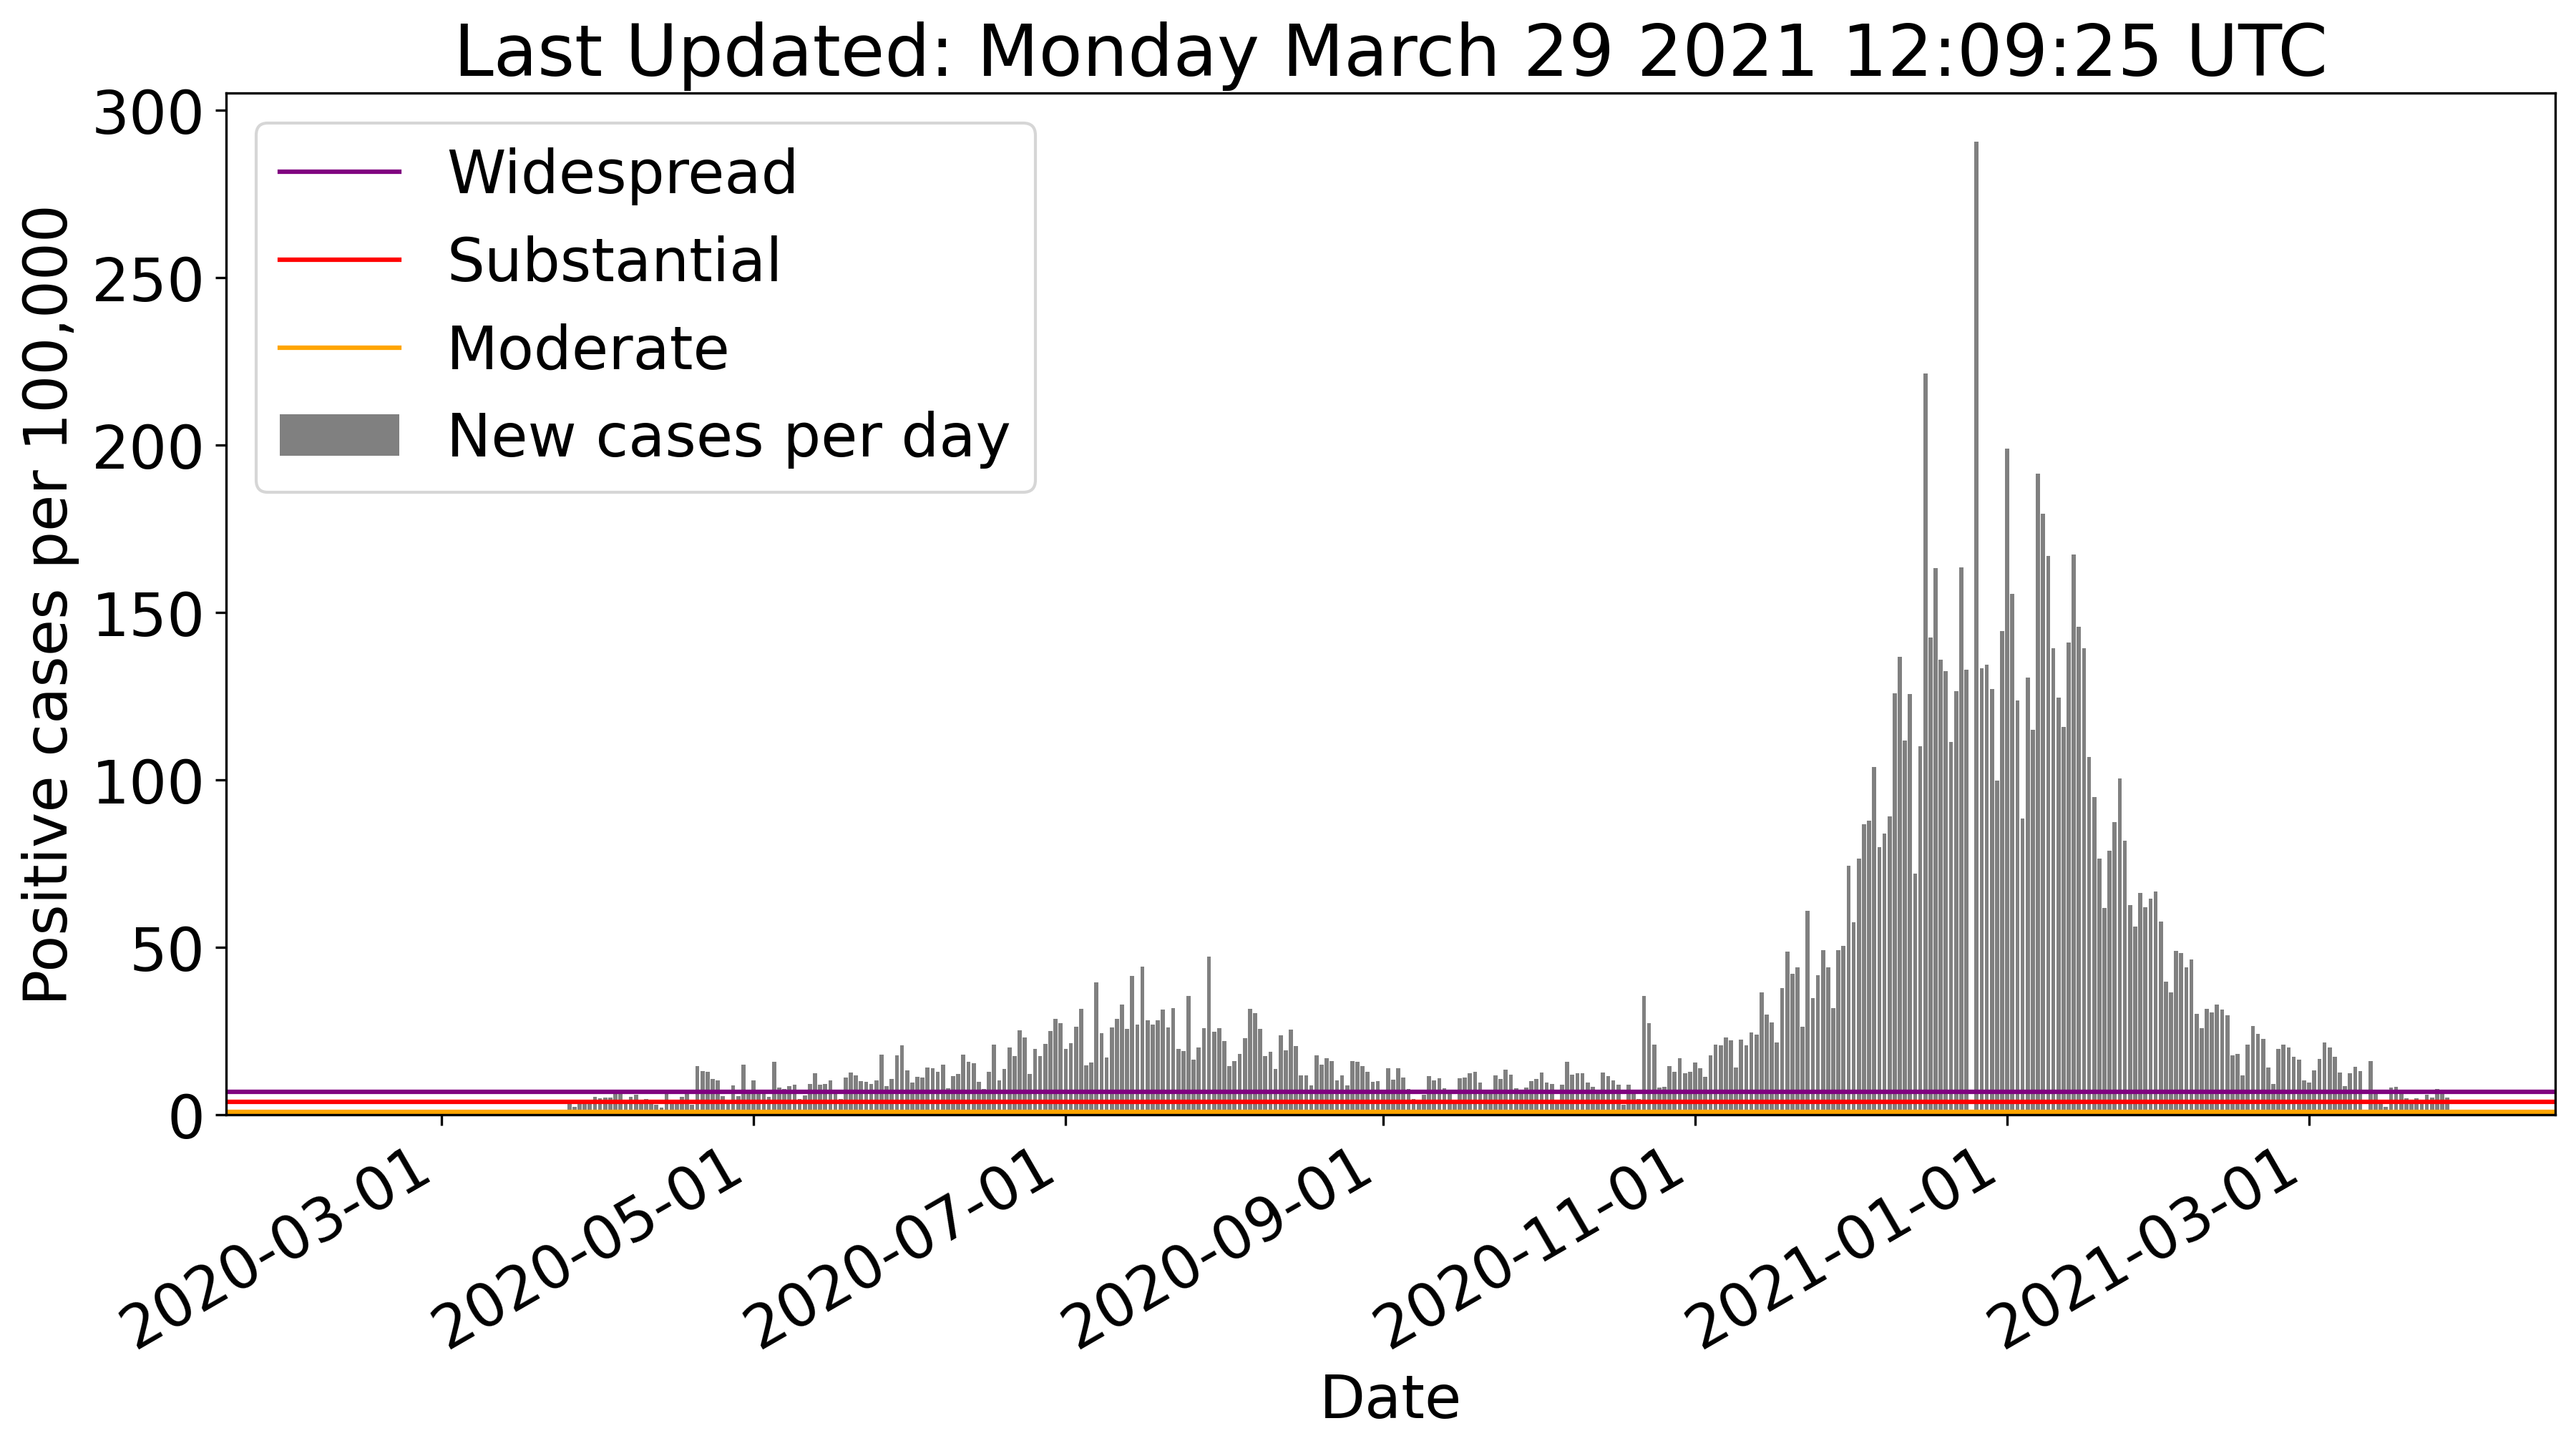 Last Updated: Monday March 29 2021 12:09:25 UTC
Positive cases per 100,000
300
250
200
150
100
50
0
Widespread
Substantial
Moderate
New cases per day
2020-03-01
2020-05-01
2020-07-01
2020-09-01
2020-11-01
2021-01-01
2021-03-01
Date